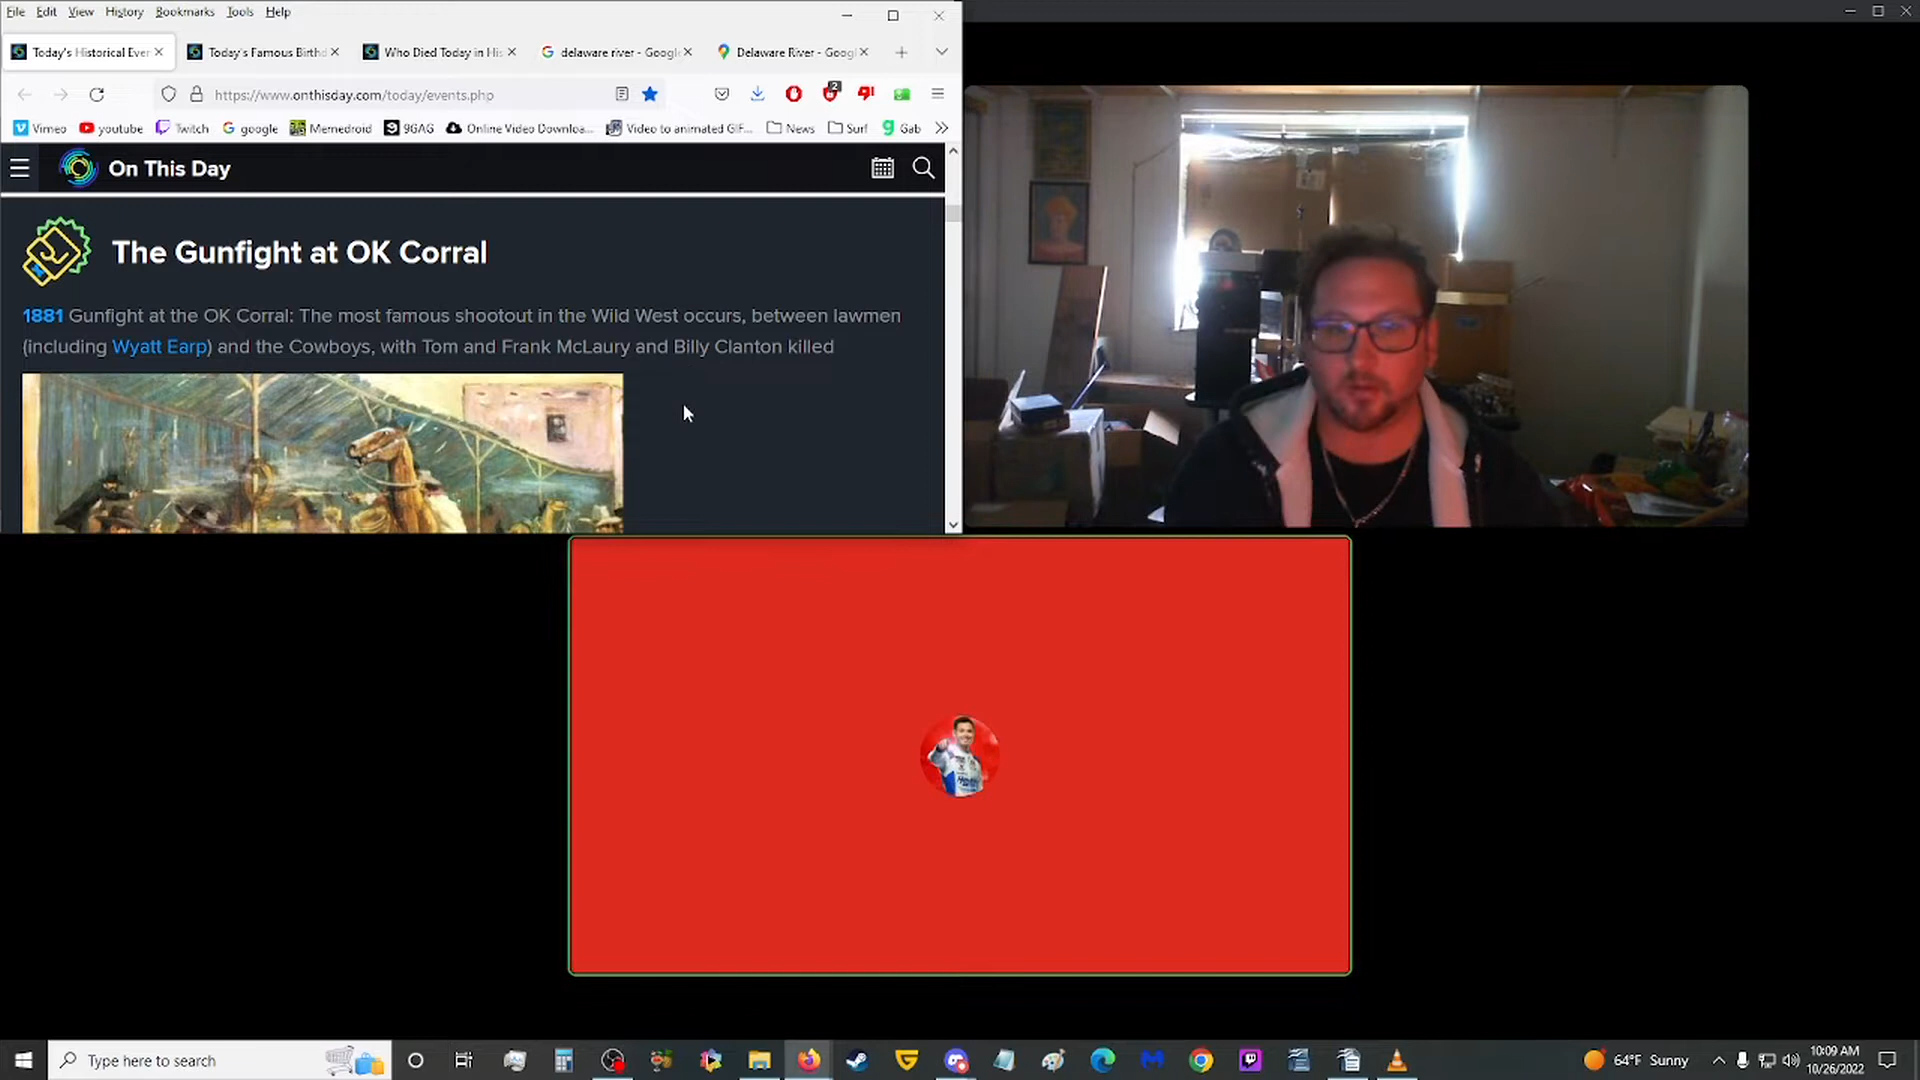 File Edit View History Bookmarks Tools Help
Today's Historical Even
Today's Famous Birthd
Who Died Today in His
delaware river - Google
Delaware River - Googl
https://www.onthisday.com/today/events.php
2
Vimeo youtube Twitch google Memedroid 9GAG Online Video Downloa... Video to animated GIF... News Surf Gab
On This Day
The Gunfight at OK Corral
1881 Gunfight at the OK Corral: The most famous shootout in the Wild West occurs, between lawmen
(including Wyatt Earp) and the Cowboys, with Tom and Frank McLaury and Billy Clanton killed
Type here to search
64°F Sunny
10:09 AM
10/26/2022